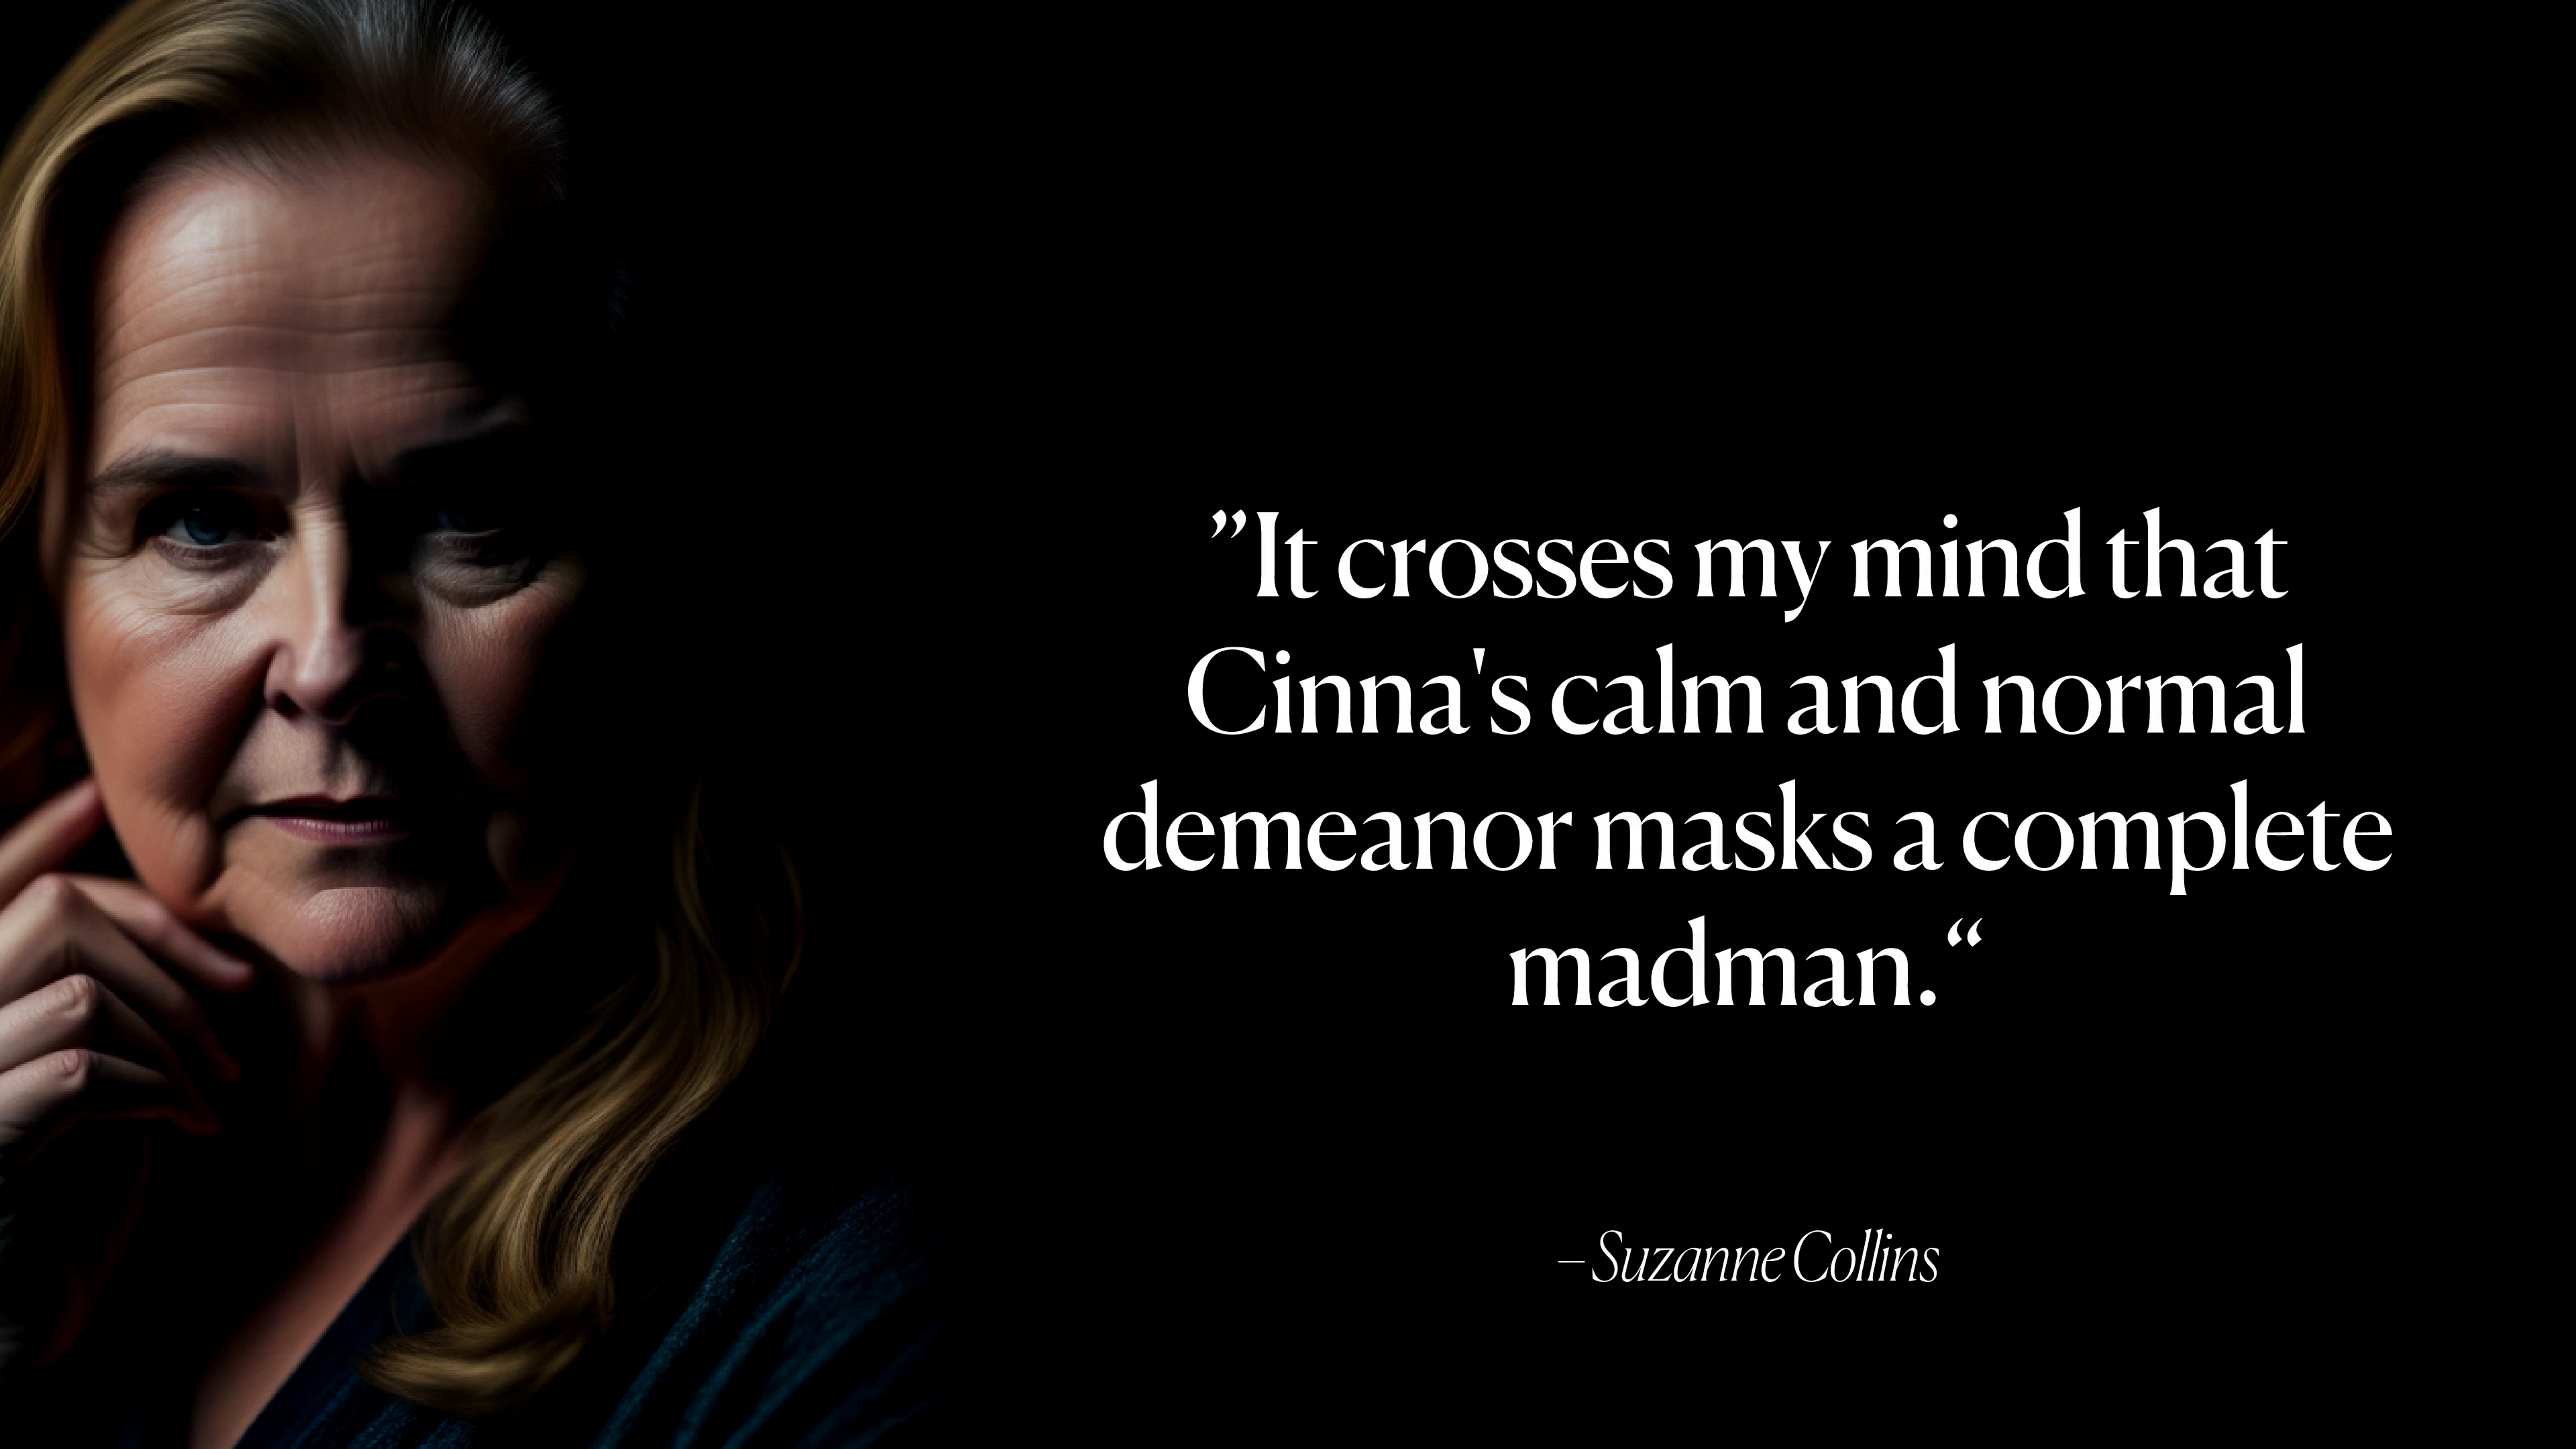 ”It crosses my mind that
Cinna's calm and normal
demeanor masks a complete
madman.“
– Suzanne Collins